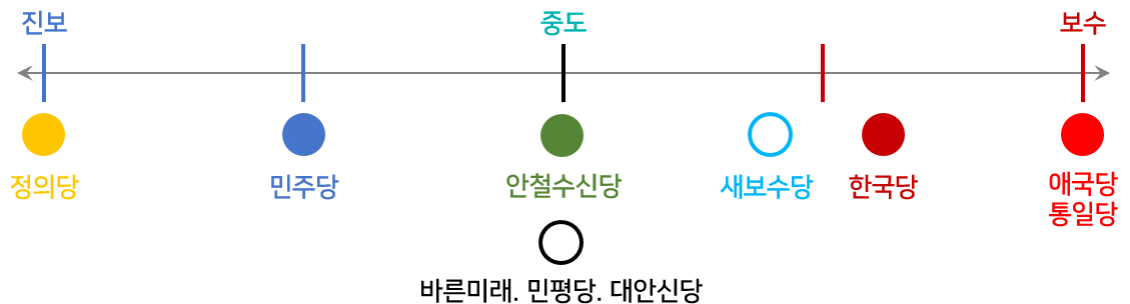 진보
중도
보수
정의당
민주당
안철수신당
새보수당
한국당
애국당
통일당
바른미래. 민평당. 대안신당